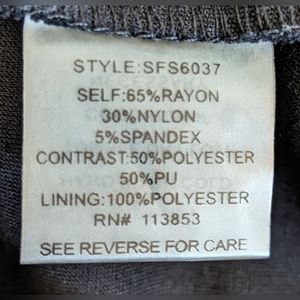 STYLE:SFS6037
SELF:65%RAYON
30%NYLON
5%SPANDEX
CONTRAST:50%POLYESTER
50%PU
LINING:100%POLYESTER
RN# 113853
SEE REVERSE FOR CARE